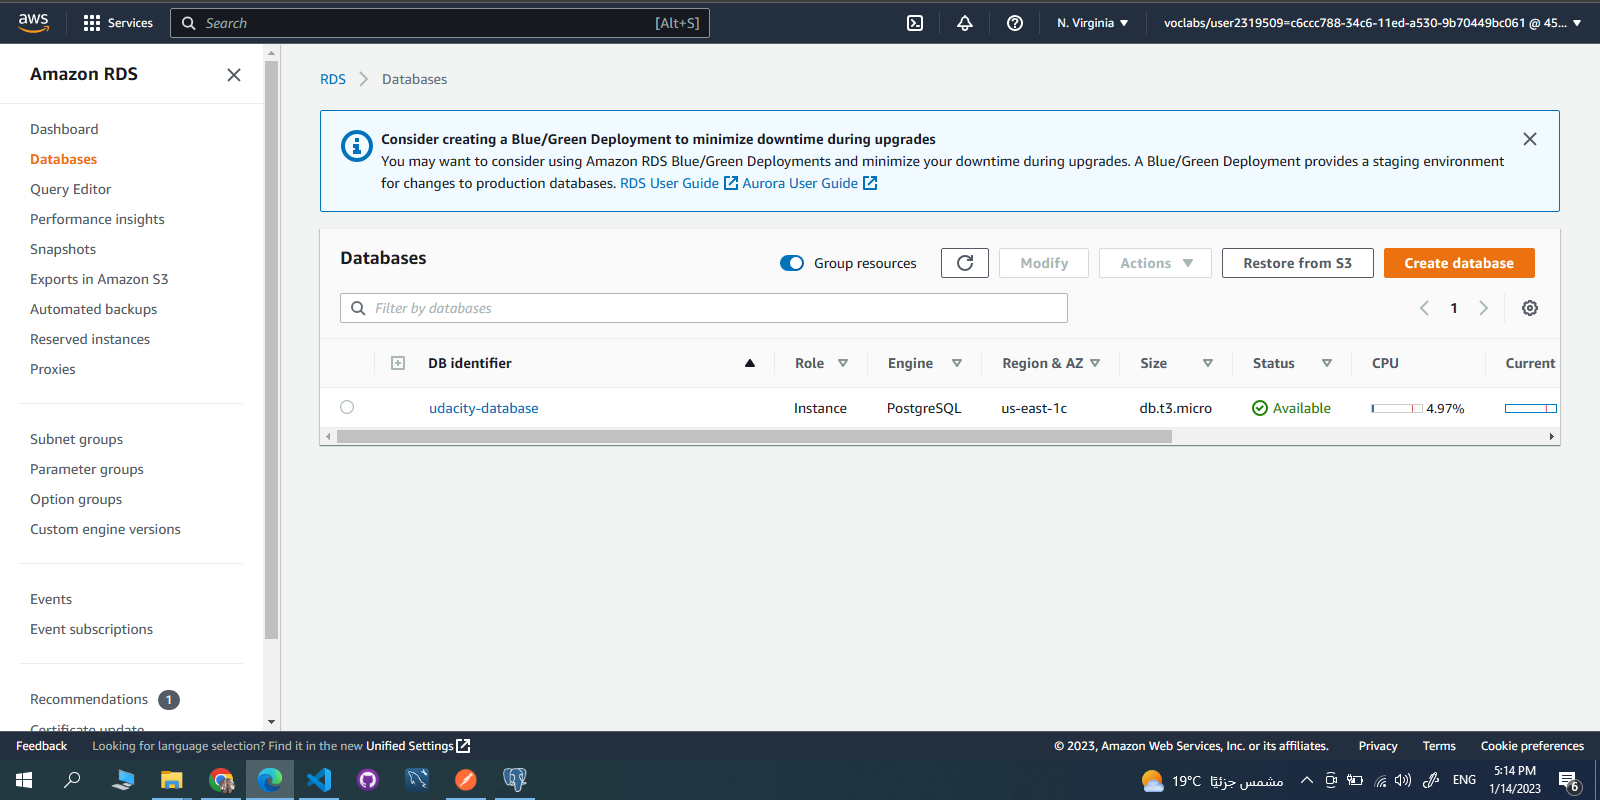 aws
Services
Search
[Alt+S]
N. Virginia
voclabs/user2319509=c6ccc788-34c6-11ed-a530-9b70449bc061 @ 45...
Amazon RDS
Dashboard
Databases
Query Editor
Performance insights
Snapshots
Exports in Amazon S3
Automated backups
Reserved instances
Proxies
Subnet groups
Parameter groups
Option groups
Custom engine versions
Events
Event subscriptions
Recommendations 1
Certificate update
RDS
Databases
Consider creating a Blue/Green Deployment to minimize downtime during upgrades
You may want to consider using Amazon RDS Blue/Green Deployments and minimize your downtime during upgrades. A Blue/Green Deployment provides a staging environment
for changes to production databases. RDS User Guide Aurora User Guide
Databases
Group resources
Modify
Actions
Restore from S3
Create database
Filter by databases
1
DB identifier Role Engine Region & AZ Size Status CPU Current
udacity-database Instance PostgreSQL us-east-1c db.t3.micro Available 4.97%
Feedback
Looking for language selection? Find it in the new Unified Settings
© 2023, Amazon Web Services, Inc. or its affiliates.
Privacy
Terms
Cookie preferences
19°C مشمس جزئيًا
ENG
5:14 PM
1/14/2023
6